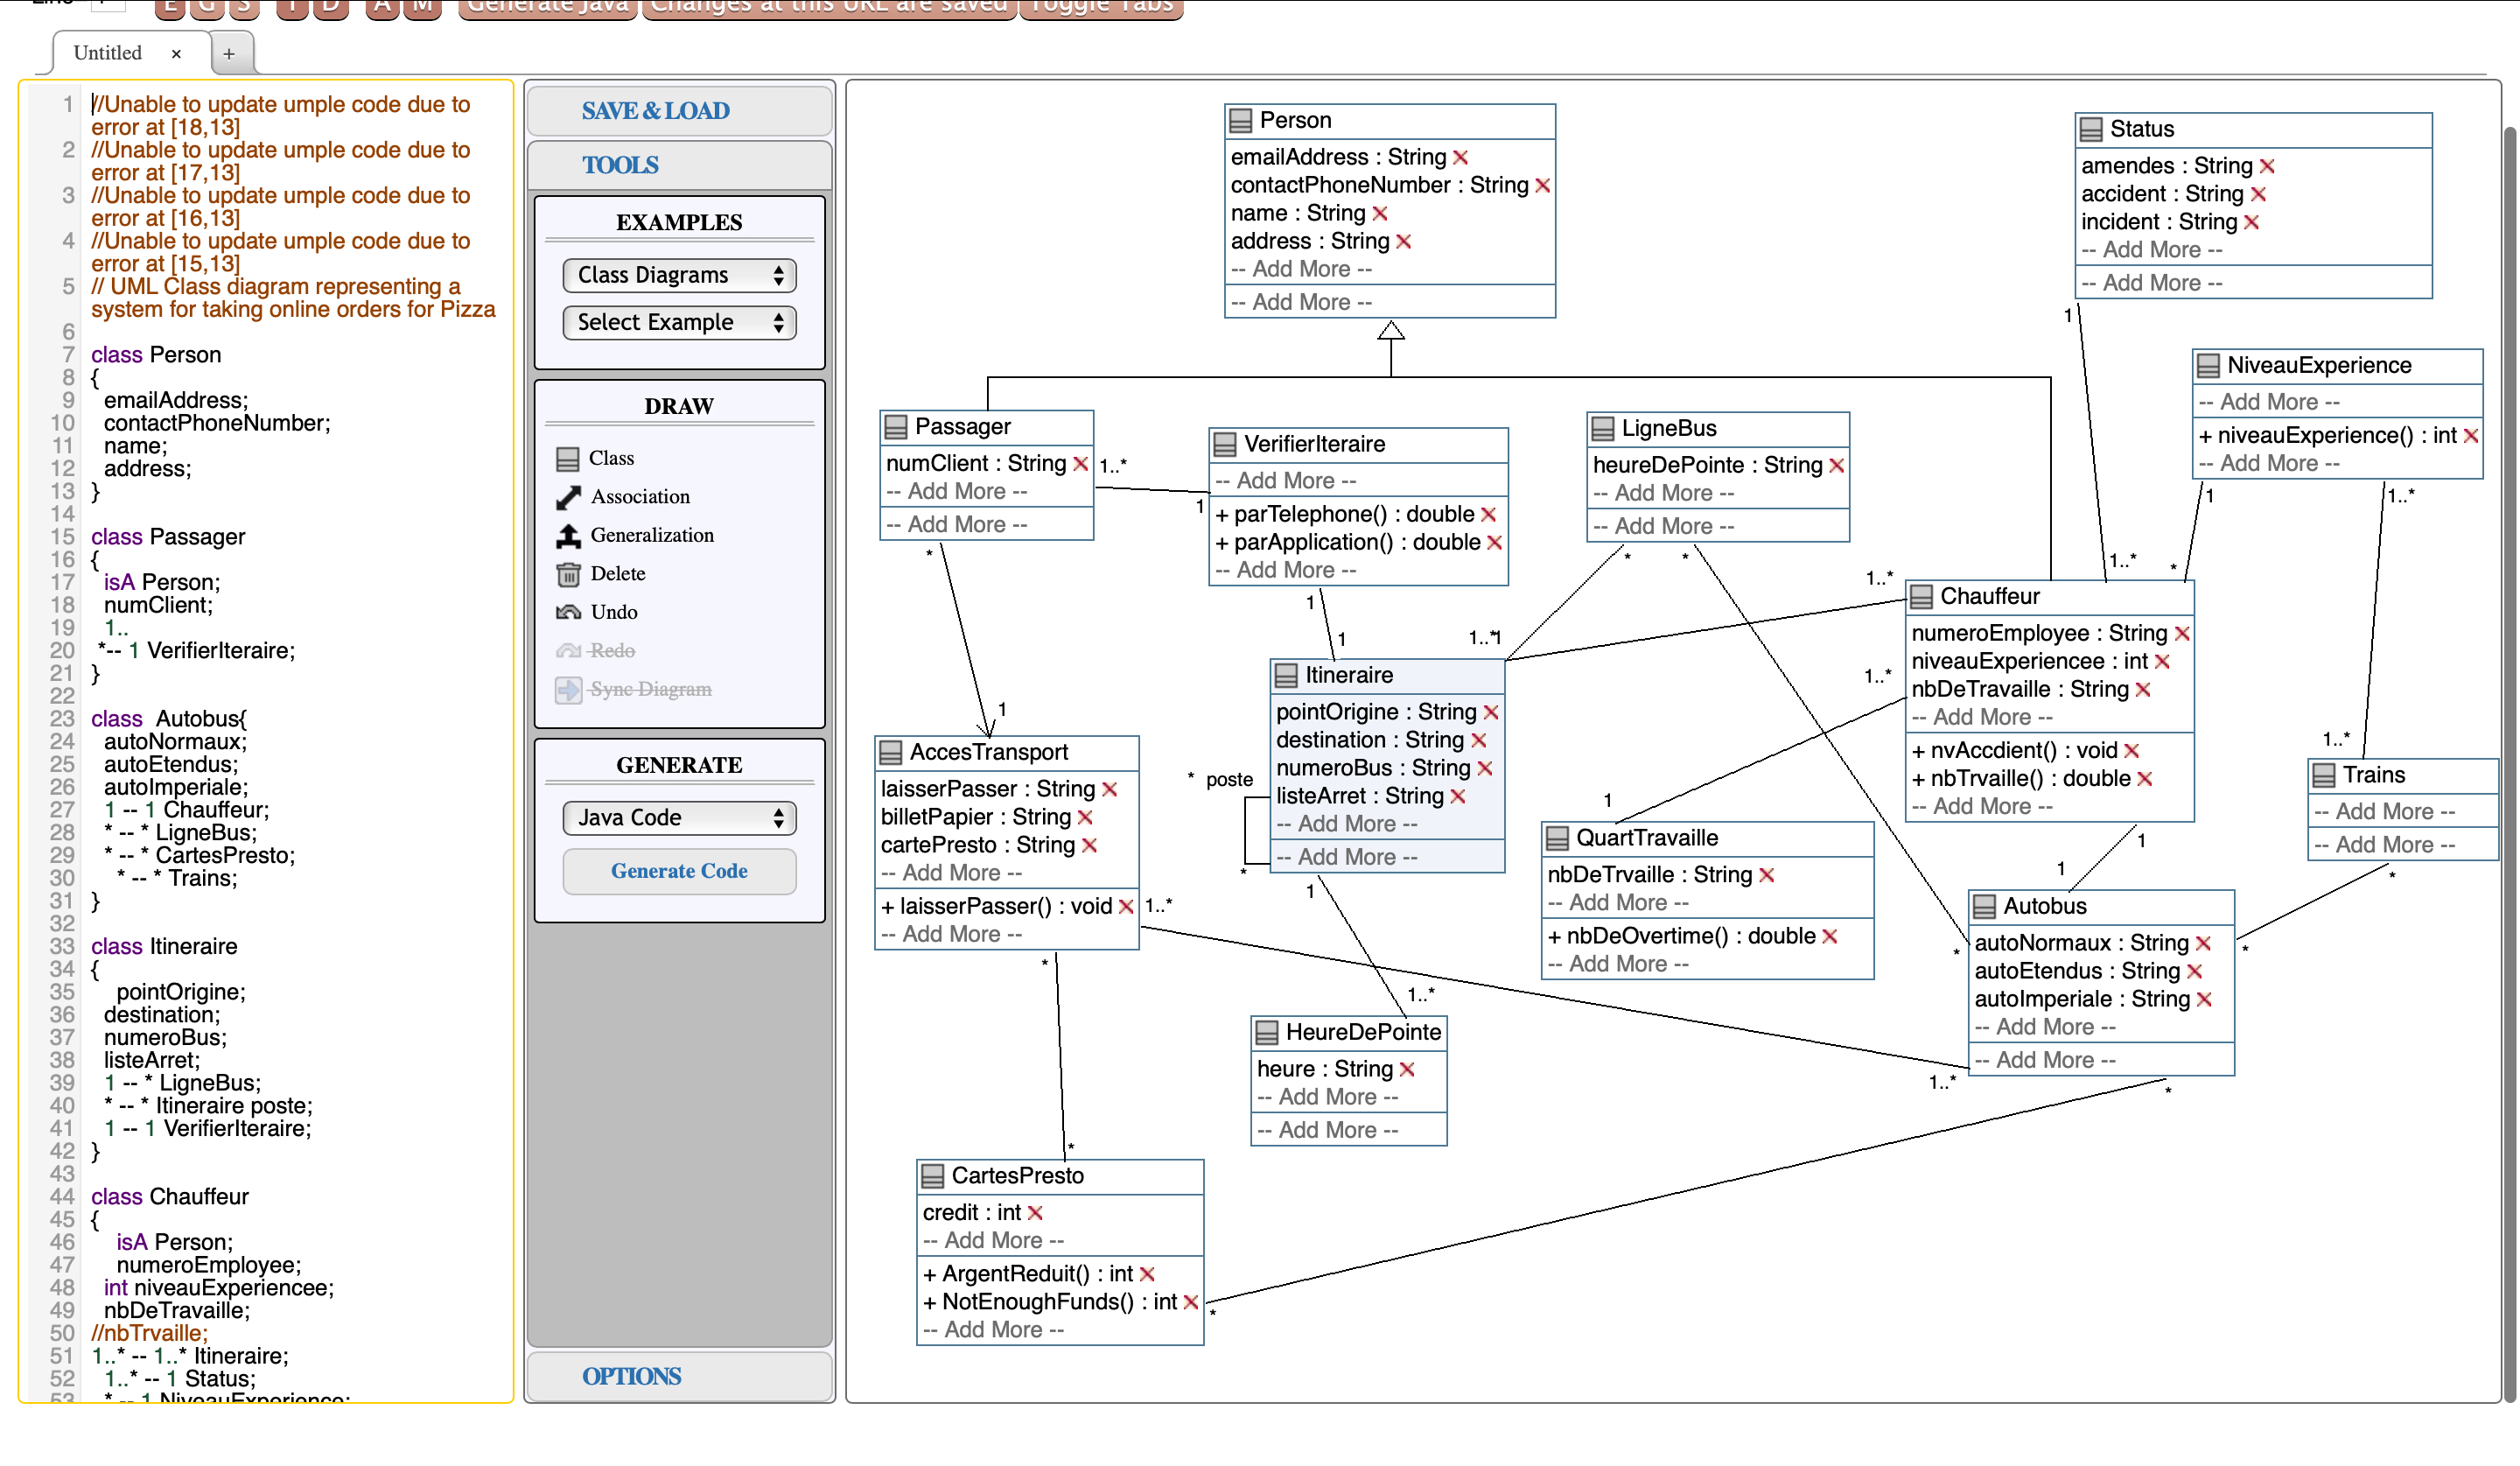 E G S T D A M Generate Java Changes at this URL are saved Toggle Tabs
Untitled × +
1 //Unable to update umple code due to
error at [18,13]
2 //Unable to update umple code due to
error at [17,13]
3 //Unable to update umple code due to
error at [16,13]
4 //Unable to update umple code due to
error at [15,13]
5 // UML Class diagram representing a
system for taking online orders for Pizza
6
7 class Person
8 {
9 emailAddress;
10 contactPhoneNumber;
11 name;
12 address;
13 }
14
15 class Passager
16 {
17 isA Person;
18 numClient;
19 1..
20 *-- 1 VerifierIteraire;
21 }
22
23 class Autobus{
24 autoNormaux;
25 autoEtendus;
26 autoImperiale;
27 1 -- 1 Chauffeur;
28 * -- * LigneBus;
29 * -- * CartesPresto;
30 * -- * Trains;
31 }
32
33 class Itineraire
34 {
35 pointOrigine;
36 destination;
37 numeroBus;
38 listeArret;
39 1 -- * LigneBus;
40 * -- * Itineraire poste;
41 1 -- 1 VerifierIteraire;
42 }
43
44 class Chauffeur
45 {
46 isA Person;
47 numeroEmployee;
48 int niveauExperiencee;
49 nbDeTravaille;
50 //nbTrvaille;
51 1..* -- 1..* Itineraire;
52 1..* -- 1 Status;
53 * -- 1 NiveauExperience;
SAVE & LOAD
TOOLS
EXAMPLES
Class Diagrams
Select Example
DRAW
Class
Association
Generalization
Delete
Undo
Redo
Sync Diagram
GENERATE
Java Code
Generate Code
OPTIONS
Person
emailAddress : String
contactPhoneNumber : String
name : String
address : String
-- Add More --
-- Add More --
Status
amendes : String
accident : String
incident : String
-- Add More --
-- Add More --
1
1..*
NiveauExperience
-- Add More --
+ niveauExperience() : int
-- Add More --
1
*
1..*
1..*
Passager
numClient : String
-- Add More --
-- Add More --
1..*
1
*
1
VerifierIteraire
-- Add More --
+ parTelephone() : double
+ parApplication() : double
-- Add More --
1
1
LigneBus
heureDePointe : String
-- Add More --
-- Add More --
*
*
1..*1
1..*
Chauffeur
numeroEmployee : String
niveauExperiencee : int
nbDeTravaille : String
-- Add More --
+ nvAccdient() : void
+ nbTrvaille() : double
-- Add More --
1..*
1
1
1
Itineraire
pointOrigine : String
destination : String
numeroBus : String
listeArret : String
-- Add More --
-- Add More --
* poste
*
1
1..*
AccesTransport
laisserPasser : String
billetPapier : String
cartePresto : String
-- Add More --
+ laisserPasser() : void
-- Add More --
1..*
1..*
*
*
QuartTravaille
nbDeTrvaille : String
-- Add More --
+ nbDeOvertime() : double
-- Add More --
Trains
-- Add More --
-- Add More --
*
*
Autobus
autoNormaux : String
autoEtendus : String
autoImperiale : String
-- Add More --
-- Add More --
*
*
*
HeureDePointe
heure : String
-- Add More --
-- Add More --
CartesPresto
credit : int
-- Add More --
+ ArgentReduit() : int
+ NotEnoughFunds() : int
-- Add More --